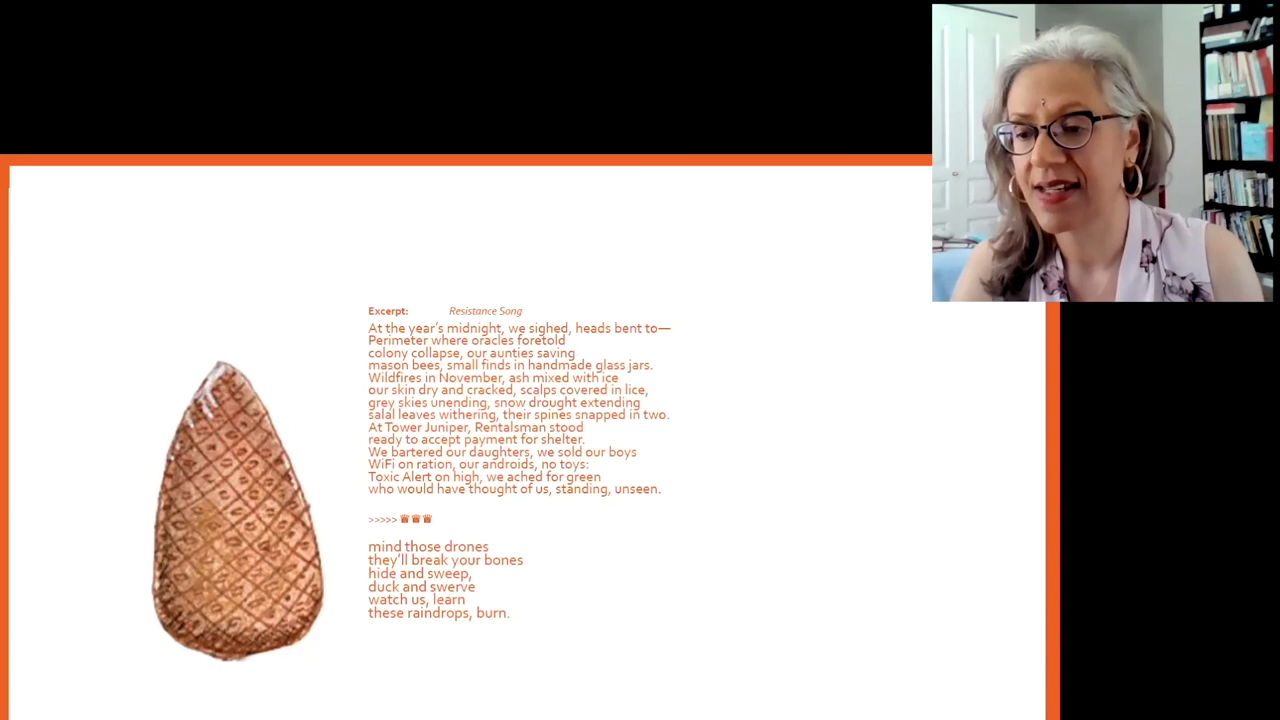 Excerpt: Resistance Song
At the year's midnight, we sighed, heads bent to—
Perimeter where oracles foretold
colony collapse, our aunties saving
mason bees, small finds in handmade glass jars.
Wildfires in November, ash mixed with ice
our skin dry and cracked, scalps covered in lice,
grey skies unending, snow drought extending
salal leaves withering, their spines snapped in two.
At Tower Juniper, Rentalsman stood
ready to accept payment for shelter.
We bartered our daughters, we sold our boys
WiFi on ration, our androids, no toys:
Toxic Alert on high, we ached for green
who would have thought of us, standing, unseen.
>>>>> ♛♛♛
mind those drones
they'll break your bones
hide and sweep,
duck and swerve
watch us, learn
these raindrops, burn.